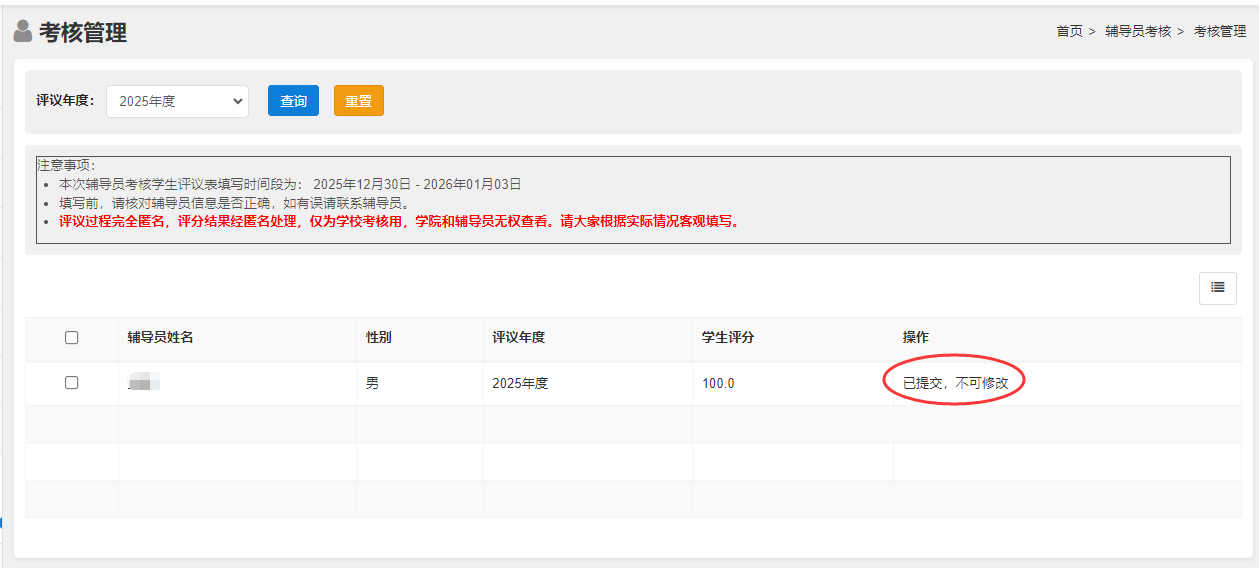 考核管理
首页 > 辅导员考核 > 考核管理
评议年度: 2025年度 查询 重置
注意事项:
本次辅导员考核学生评议表填写时间段为: 2025年12月30日 - 2026年01月03日
填写前，请核对辅导员信息是否正确，如有误请联系辅导员。
评议过程完全匿名，评分结果经匿名处理，仅为学校考核用，学院和辅导员无权查看。请大家根据实际情况客观填写。
辅导员姓名 性别 评议年度 学生评分 操作
男 2025年度 100.0 已提交，不可修改